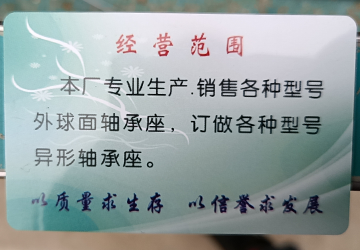 经营范围
本厂专业生产.销售各种型号
外球面轴承座，订做各种型号
异形轴承座。
以质量求生存 以信誉求发展